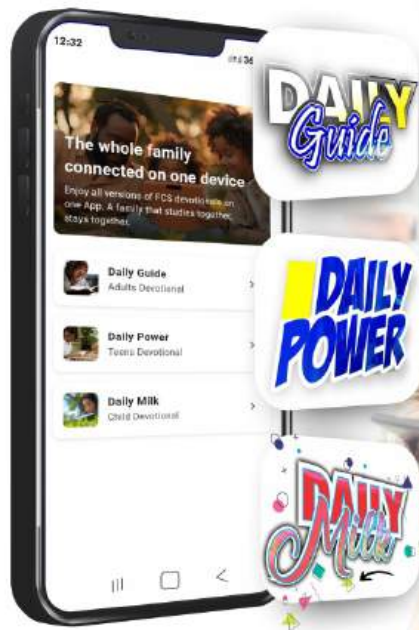 12:32
36
The whole family
connected on one device
Enjoy all versions of FCS devotionals on
one App. A family that studies together,
stays together.
Daily Guide
Adults Devotional
Daily Power
Teens Devotional
Daily Milk
Child Devotional
DAILY
Guide
DAILY
POWER
DAILY
Milk